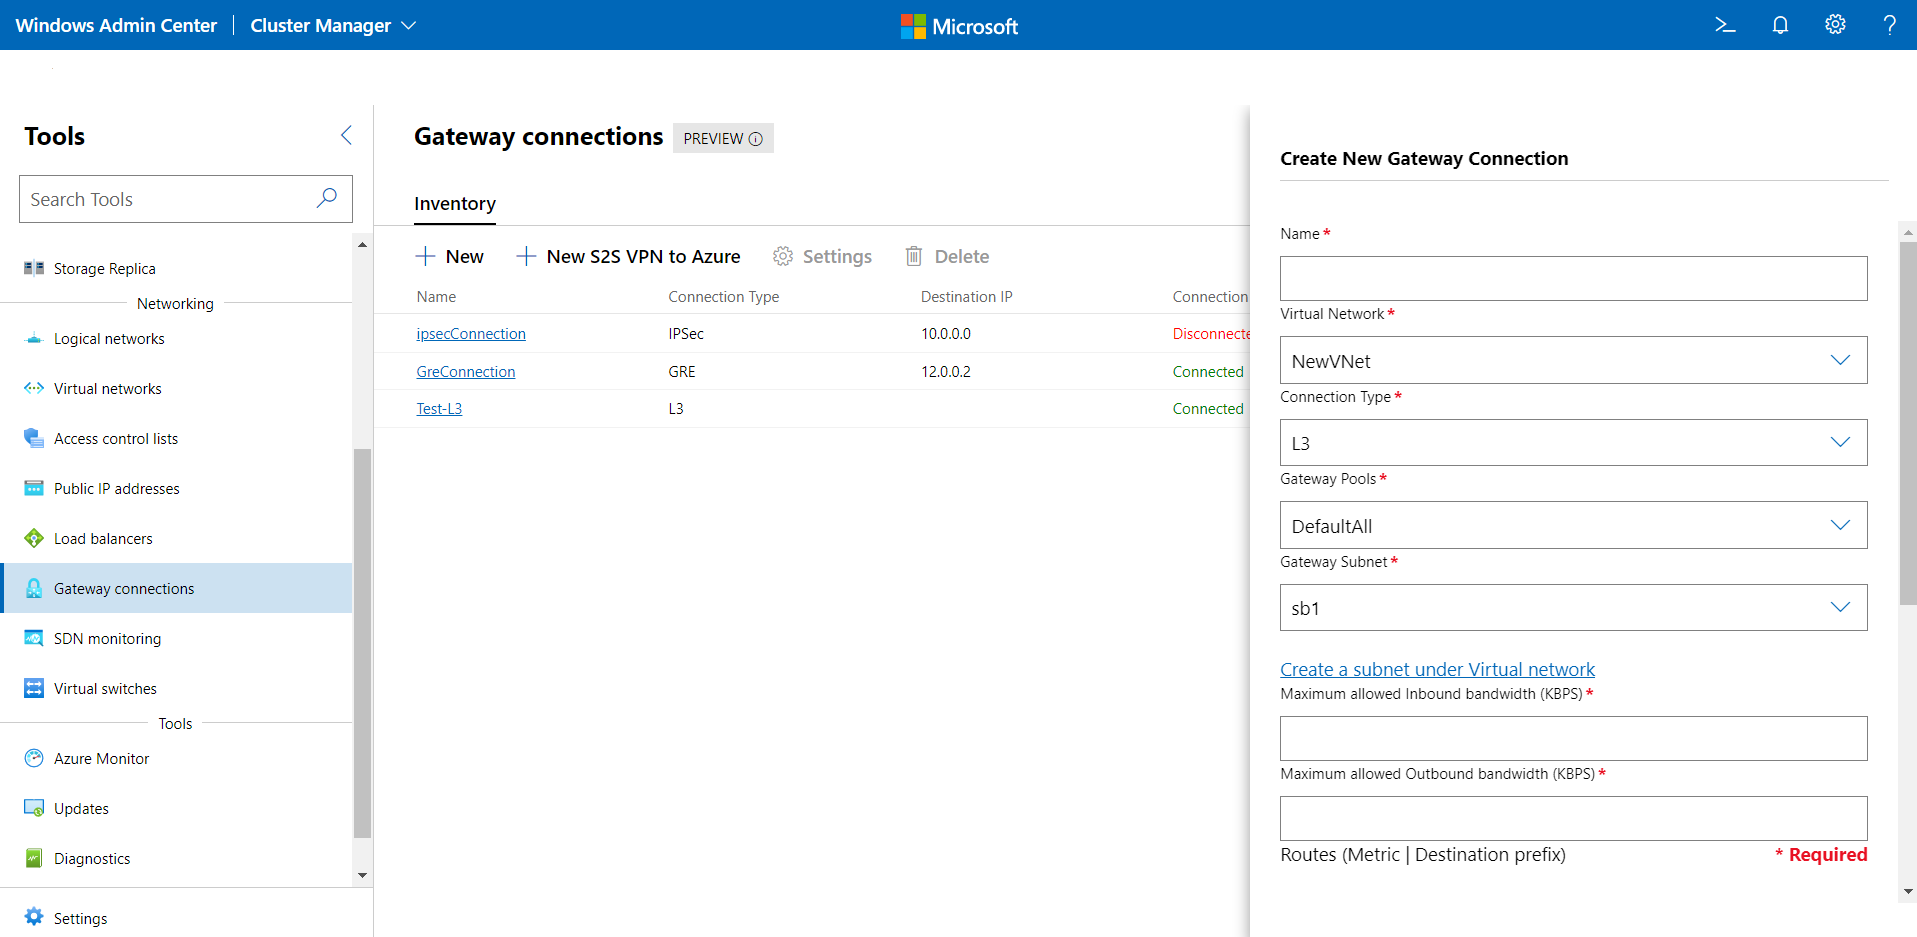 Windows Admin Center | Cluster Manager
Microsoft
Tools
Search Tools
Storage Replica
Networking
Logical networks
Virtual networks
Access control lists
Public IP addresses
Load balancers
Gateway connections
SDN monitoring
Virtual switches
Tools
Azure Monitor
Updates
Diagnostics
Settings
Gateway connections PREVIEW
Inventory
New New S2S VPN to Azure Settings Delete
Name Connection Type Destination IP Connection
ipsecConnection IPSec 10.0.0.0 Disconnecte
GreConnection GRE 12.0.0.2 Connected
Test-L3 L3 Connected
Create New Gateway Connection
Name *
Virtual Network *
NewVNet
Connection Type *
L3
Gateway Pools *
DefaultAll
Gateway Subnet *
sb1
Create a subnet under Virtual network
Maximum allowed Inbound bandwidth (KBPS) *
Maximum allowed Outbound bandwidth (KBPS) *
Routes (Metric | Destination prefix) * Required